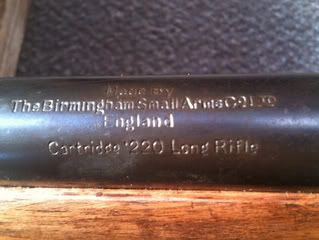 Made by
The Birmingham Small Arms Co. Ltd
England
Cartridge '220 Long Rifle